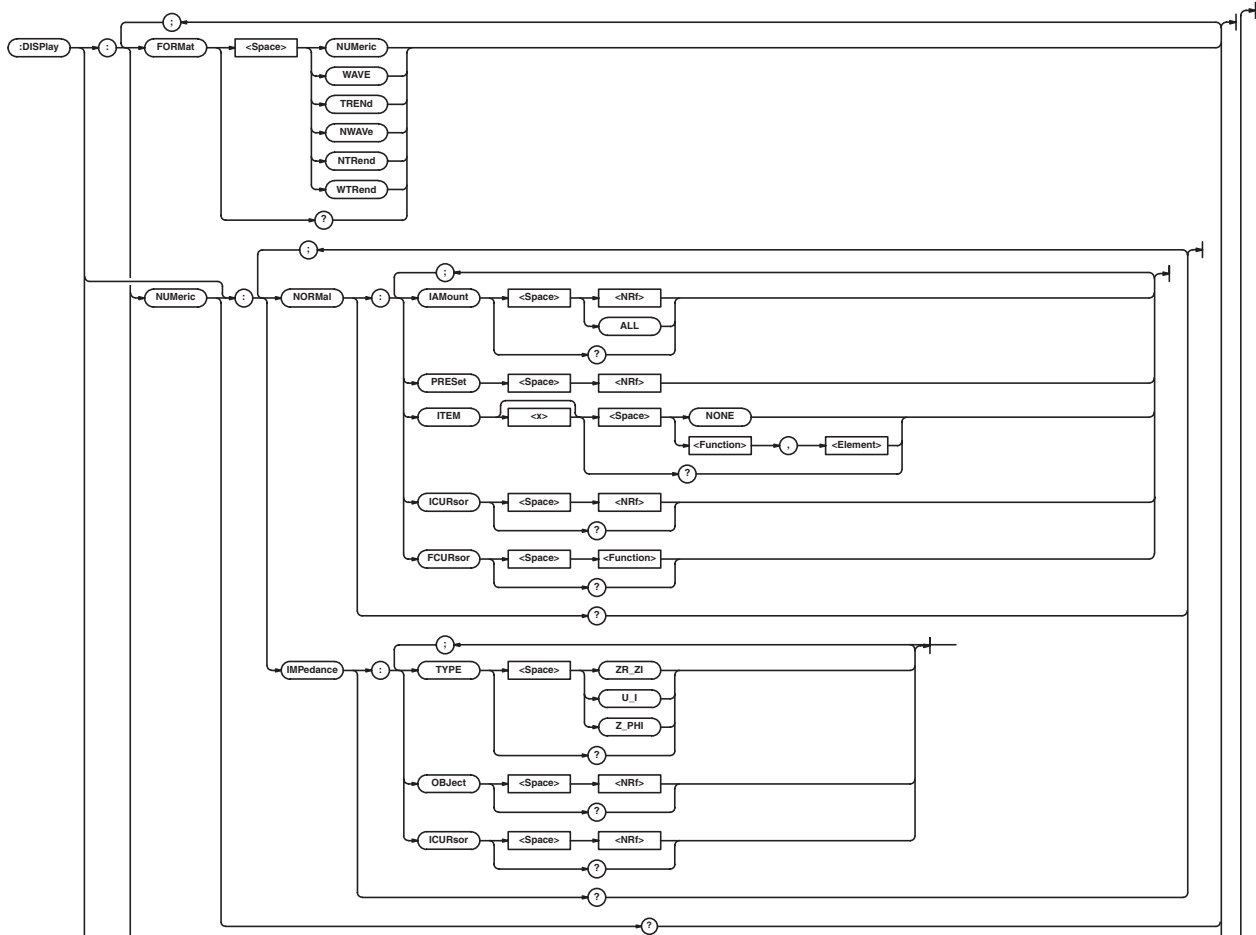 ;
:DISPlay : FORMat <Space> NUMeric
WAVE
TRENd
NWAVe
NTRend
WTRend
?
;
;
NUMeric : NORMal : IAMount <Space> <NRf>
ALL
?
PRESet <Space> <NRf>
ITEM <x> <Space> NONE
<Function> , <Element>
?
ICURsor <Space> <NRf>
?
FCURsor <Space> <Function>
?
?
;
IMPedance : TYPE <Space> ZR_ZI
U_I
Z_PHI
?
OBJect <Space> <NRf>
?
ICURsor <Space> <NRf>
?
?
?